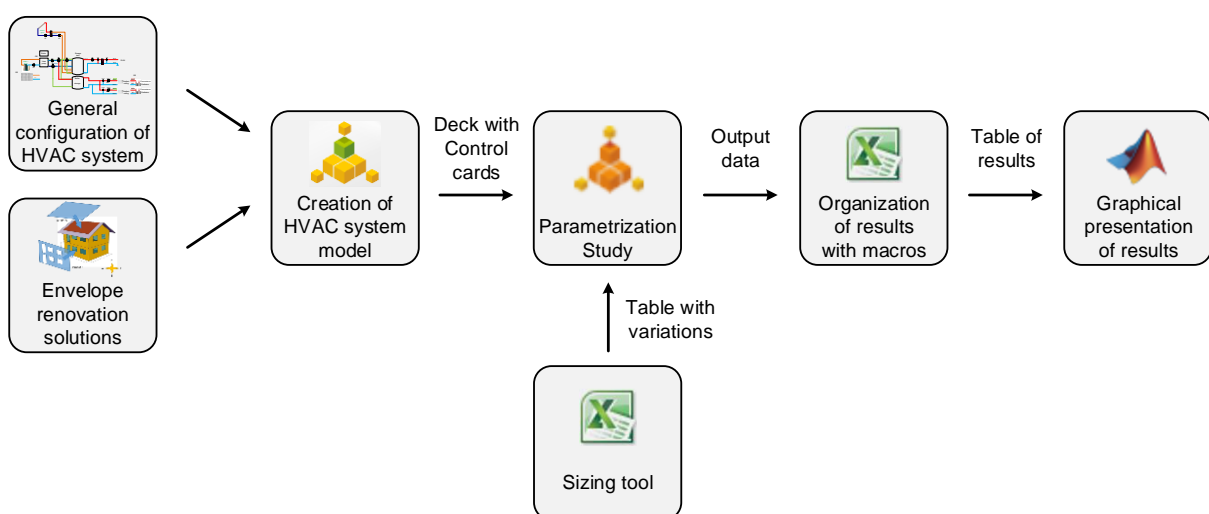 General
configuration of
HVAC system
Envelope
renovation
solutions
Creation of
HVAC system
model
Deck with
Control
cards
Parametrization
Study
Table with
variations
Sizing tool
Output
data
Organization
of results
with macros
Table of
results
Graphical
presentation
of results